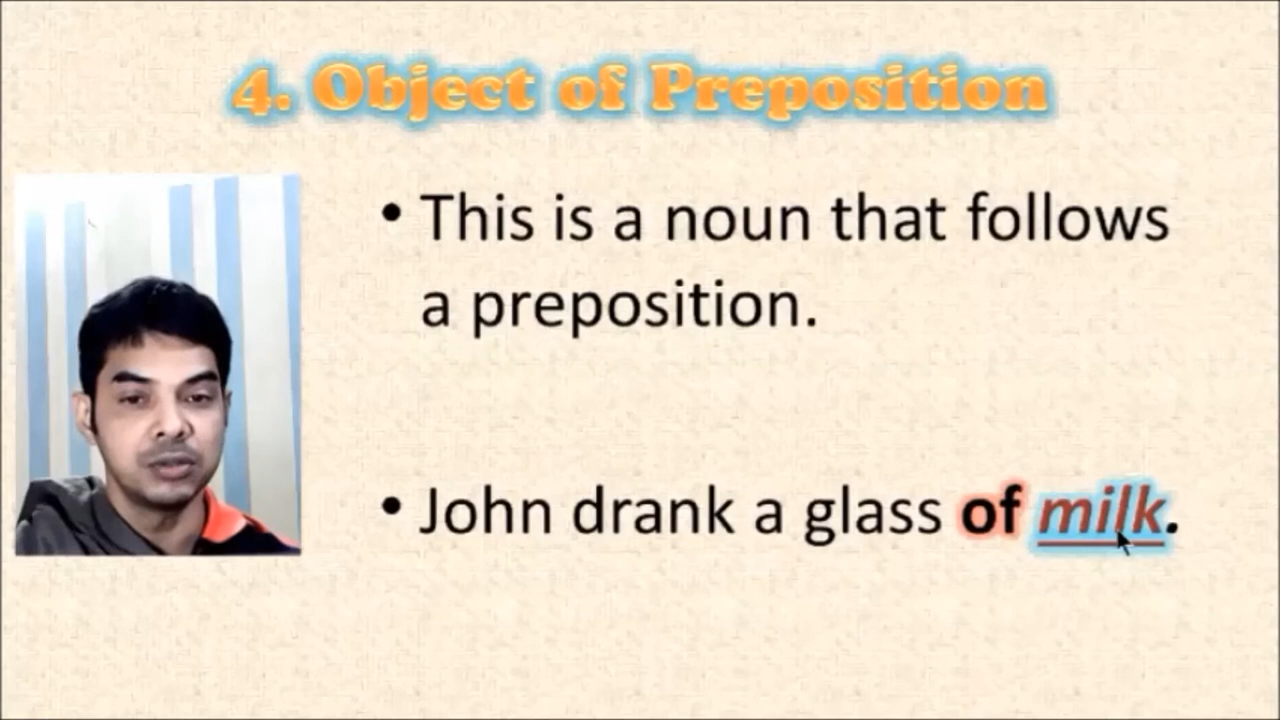 4. Object of Preposition
• This is a noun that follows
a preposition.
• John drank a glass of milk.